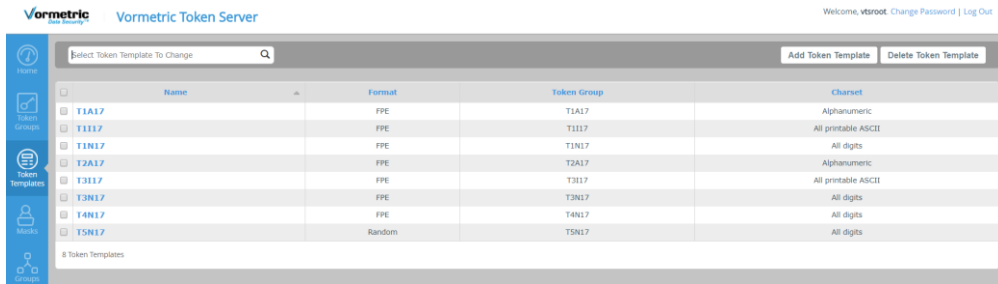 Vormetric
Data Security
Vormetric Token Server
Welcome, vtsroot. Change Password | Log Out
Home
Token
Groups
Token
Templates
Masks
Groups
Select Token Template To Change
Add Token Template Delete Token Template
Name Format Token Group Charset
T1A17 FPE T1A17 Alphanumeric
T1I17 FPE T1I17 All printable ASCII
T1N17 FPE T1N17 All digits
T2A17 FPE T2A17 Alphanumeric
T3I17 FPE T3I17 All printable ASCII
T3N17 FPE T3N17 All digits
T4N17 FPE T4N17 All digits
T5N17 Random T5N17 All digits
8 Token Templates